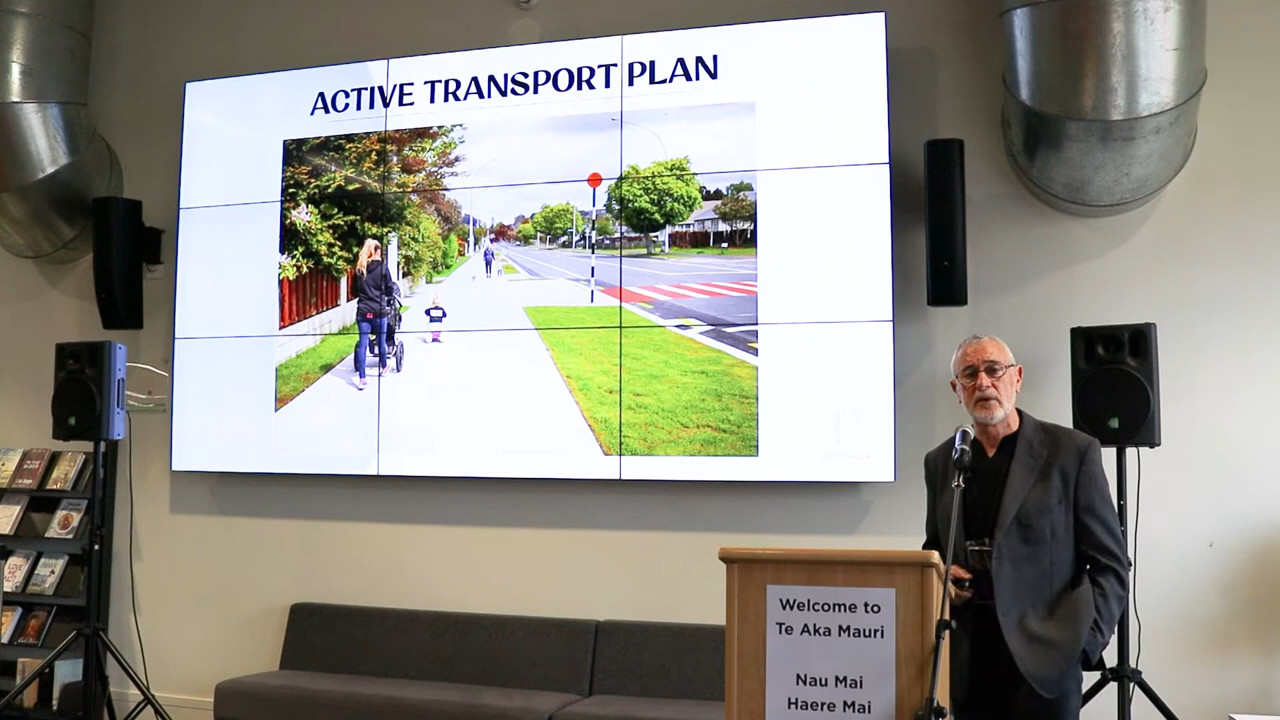 ACTIVE TRANSPORT PLAN
Welcome to
Te Aka Mauri
Nau Mai
Haere Mai